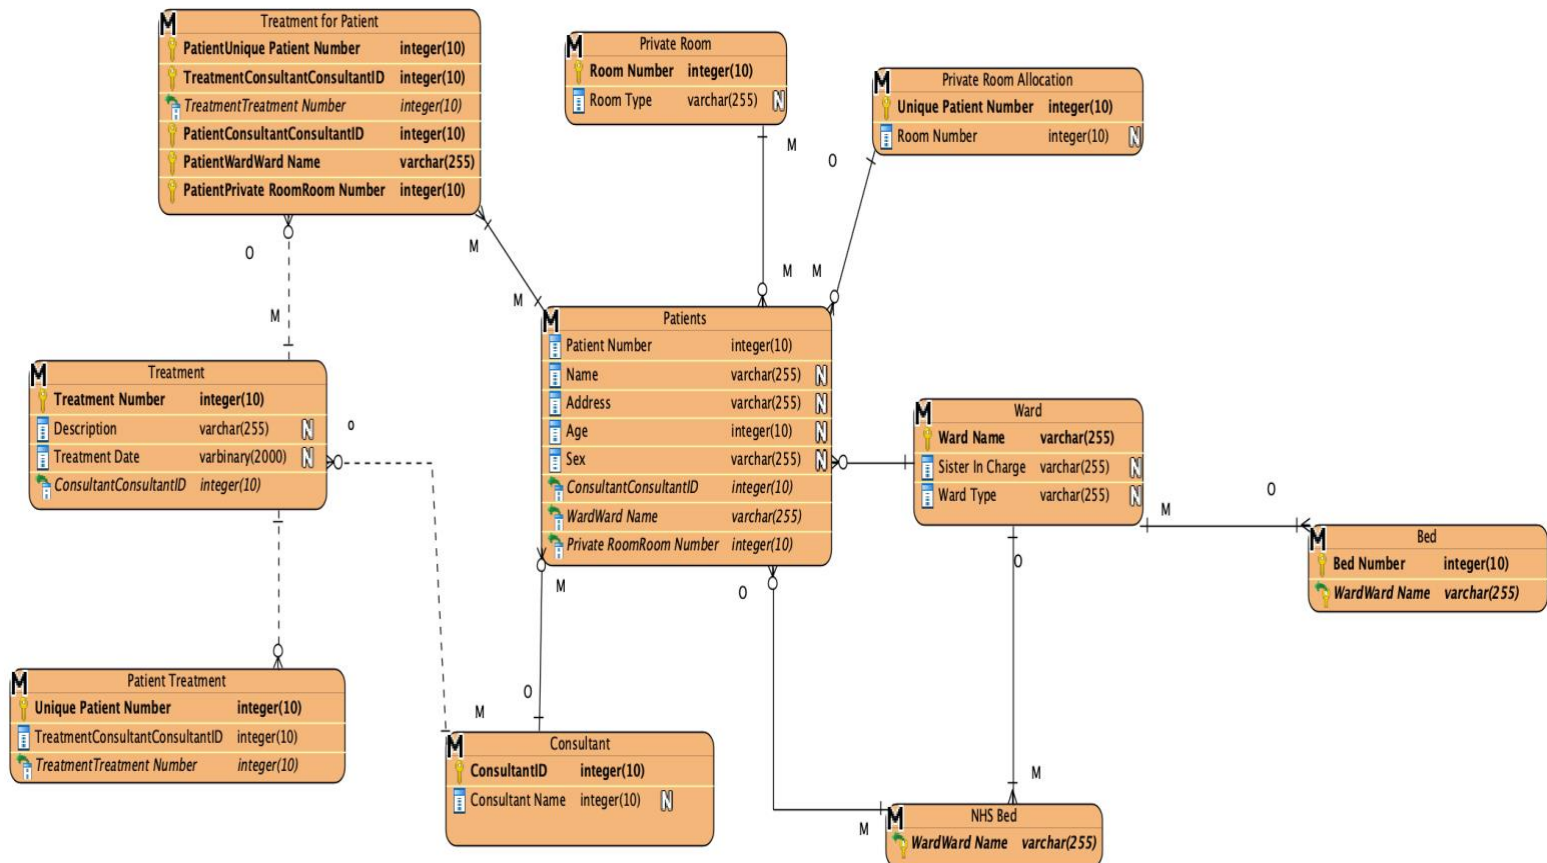 M Treatment for Patient
PatientUnique Patient Number integer(10)
TreatmentConsultantConsultantID integer(10)
TreatmentTreatment Number integer(10)
PatientConsultantConsultantID integer(10)
PatientWardWard Name varchar(255)
PatientPrivate RoomRoom Number integer(10)
M Private Room
Room Number integer(10)
Room Type varchar(255) N
M Private Room Allocation
Unique Patient Number integer(10)
Room Number integer(10) N
M
O
O
M
M
M
M
M
M
M Patients
Patient Number integer(10)
Name varchar(255) N
Address varchar(255) N
Age integer(10) N
Sex varchar(255) N
ConsultantConsultantID integer(10)
WardWard Name varchar(255)
Private RoomRoom Number integer(10)
M Treatment
Treatment Number integer(10)
Description varchar(255) N
Treatment Date varbinary(2000) N
ConsultantConsultantID integer(10)
o
M Ward
Ward Name varchar(255)
Sister In Charge varchar(255) N
Ward Type varchar(255) N
M
O
M Bed
Bed Number integer(10)
WardWard Name varchar(255)
M
O
O
M Patient Treatment
Unique Patient Number integer(10)
TreatmentConsultantConsultantID integer(10)
TreatmentTreatment Number integer(10)
O
M
M Consultant
ConsultantID integer(10)
Consultant Name integer(10) N
M
M
M NHS Bed
WardWard Name varchar(255)